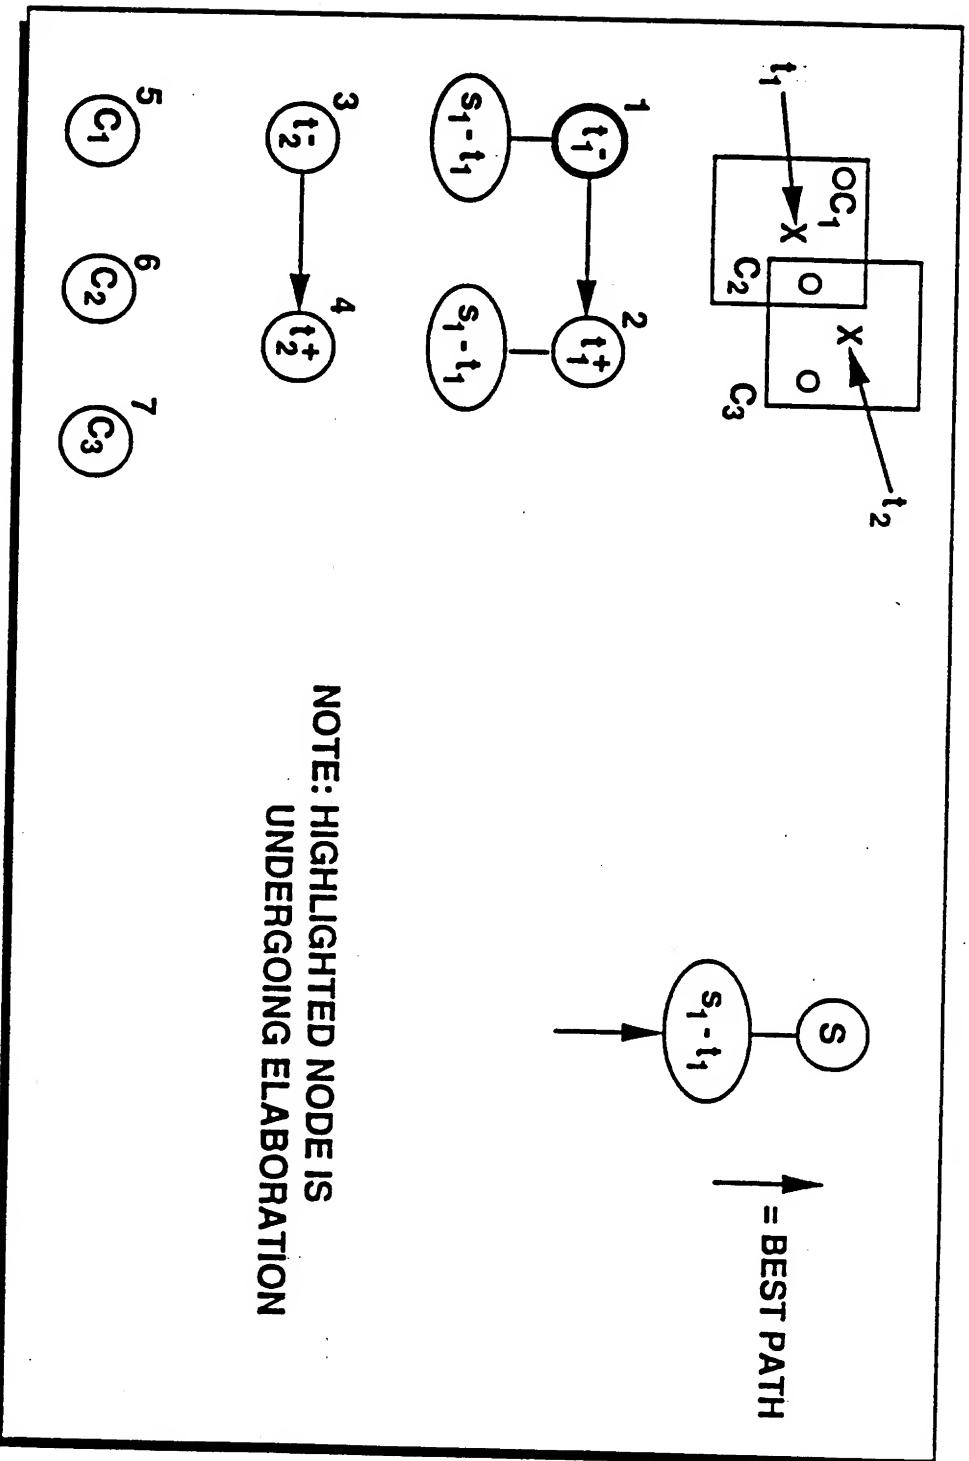 t₁
OC₁
X
C₂
O
X
O
C₃
t₂
S
s₁ - t₁
= BEST PATH
1
t₁⁻
s₁ - t₁
2
t₁⁺
s₁ - t₁
3
t₂⁻
4
t₂⁺
5
C₁
6
C₂
7
C₃
NOTE: HIGHLIGHTED NODE IS
UNDERGOING ELABORATION